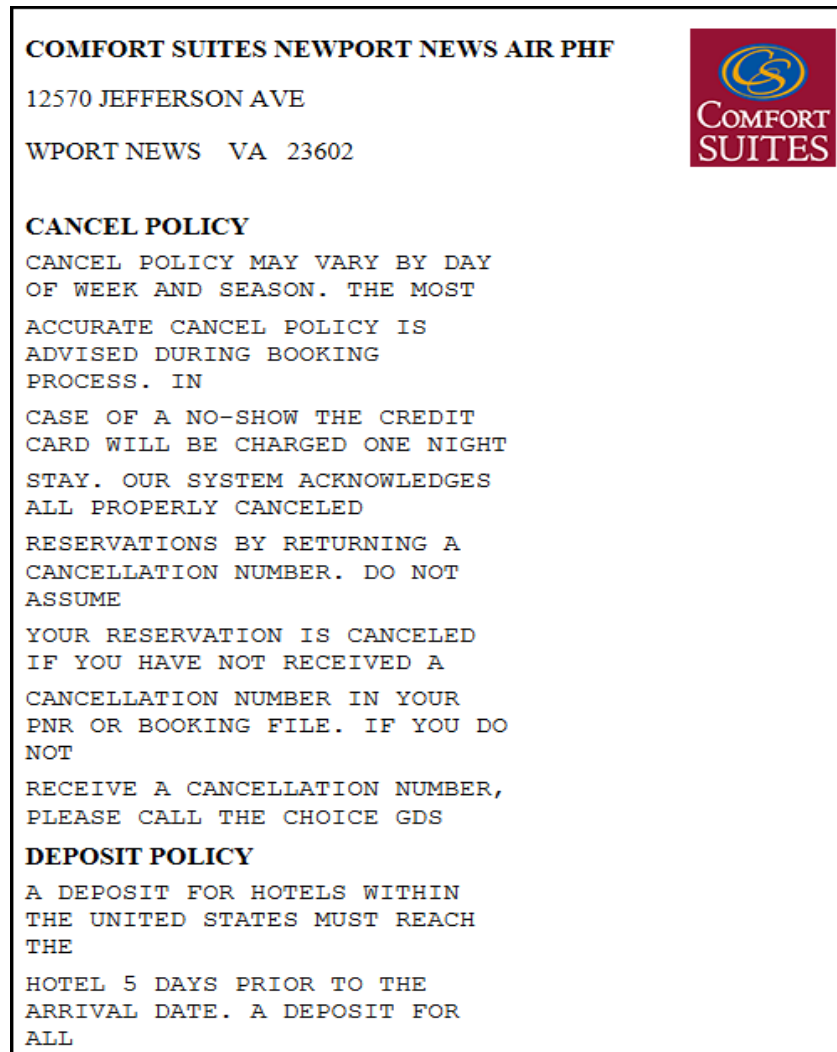 COMFORT SUITES NEWPORT NEWS AIR PHF
12570 JEFFERSON AVE
WPORT NEWS VA 23602
CS
COMFORT
SUITES
CANCEL POLICY
CANCEL POLICY MAY VARY BY DAY
OF WEEK AND SEASON. THE MOST
ACCURATE CANCEL POLICY IS
ADVISED DURING BOOKING
PROCESS. IN
CASE OF A NO-SHOW THE CREDIT
CARD WILL BE CHARGED ONE NIGHT
STAY. OUR SYSTEM ACKNOWLEDGES
ALL PROPERLY CANCELED
RESERVATIONS BY RETURNING A
CANCELLATION NUMBER. DO NOT
ASSUME
YOUR RESERVATION IS CANCELED
IF YOU HAVE NOT RECEIVED A
CANCELLATION NUMBER IN YOUR
PNR OR BOOKING FILE. IF YOU DO
NOT
RECEIVE A CANCELLATION NUMBER,
PLEASE CALL THE CHOICE GDS
DEPOSIT POLICY
A DEPOSIT FOR HOTELS WITHIN
THE UNITED STATES MUST REACH
THE
HOTEL 5 DAYS PRIOR TO THE
ARRIVAL DATE. A DEPOSIT FOR
ALL